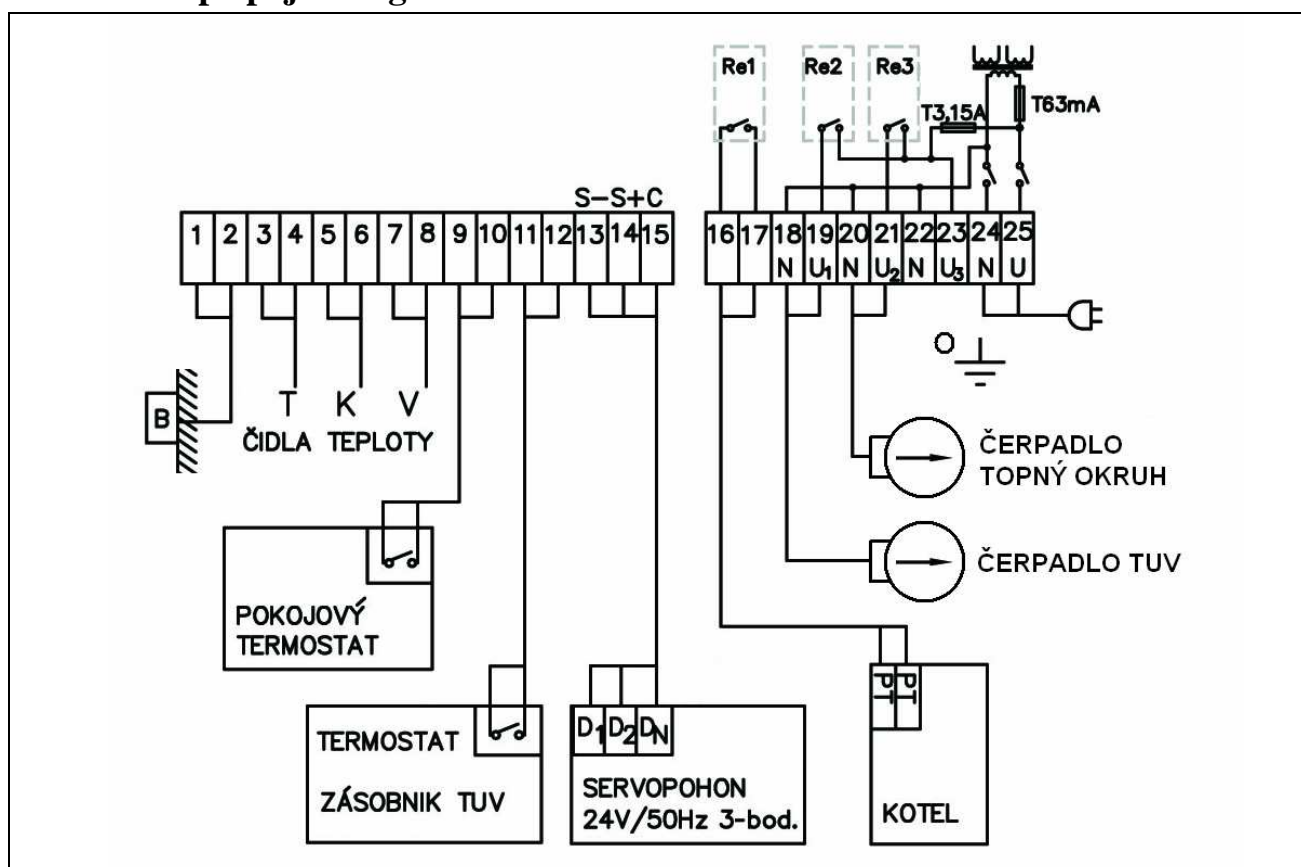 Re1 Re2 Re3
T3,15A T63mA
S-S+C
1 2 3 4 5 6 7 8 9 10 11 12 13 14 15
16 17 18 19 20 21 22 23 24 25
N U1 N U2 N U3 N U
B
T K V
ČIDLA TEPLOTY
O
ČERPADLO
TOPNÝ OKRUH
ČERPADLO TUV
POKOJOVÝ
TERMOSTAT
PT PT
TERMOSTAT
ZÁSOBNIK TUV
D1 D2 DN
SERVOPOHON
24V/50Hz 3-bod.
KOTEL